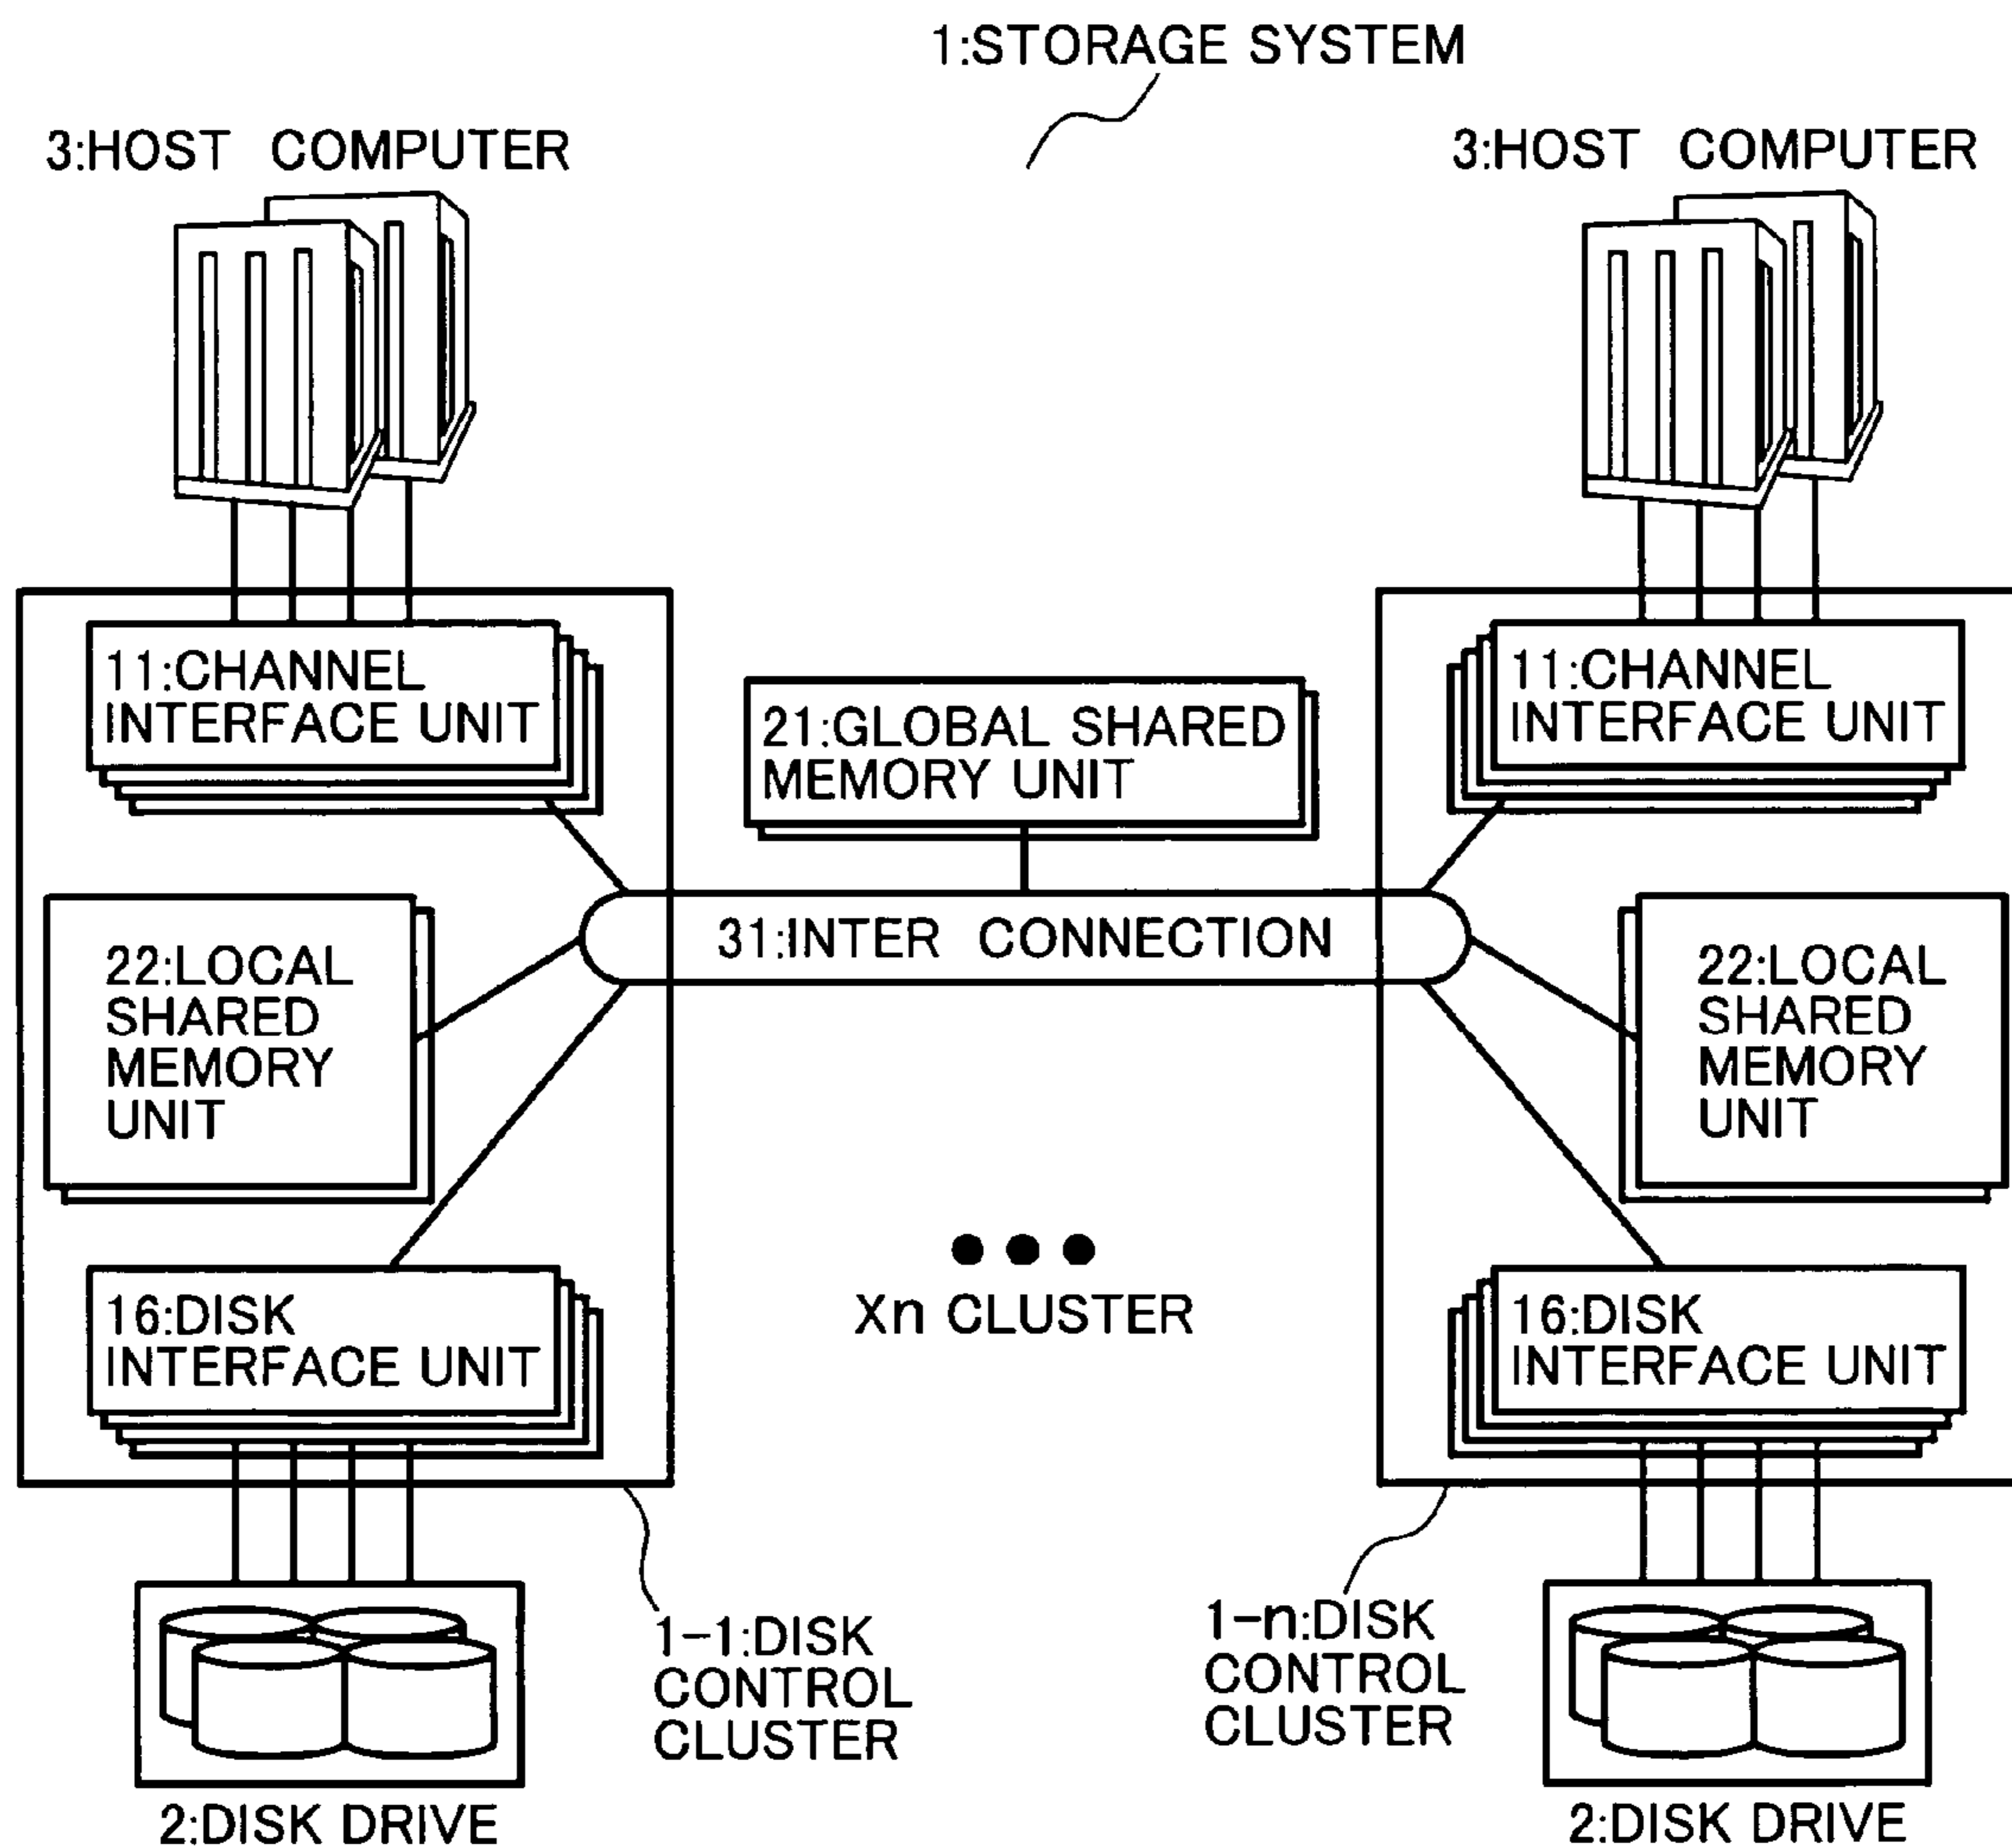 1:STORAGE SYSTEM
3:HOST COMPUTER
3:HOST COMPUTER
11:CHANNEL
INTERFACE UNIT
21:GLOBAL SHARED
MEMORY UNIT
11:CHANNEL
INTERFACE UNIT
31:INTER CONNECTION
22:LOCAL
SHARED
MEMORY
UNIT
22:LOCAL
SHARED
MEMORY
UNIT
Xn CLUSTER
16:DISK
INTERFACE UNIT
16:DISK
INTERFACE UNIT
1-1:DISK
CONTROL
CLUSTER
1-n:DISK
CONTROL
CLUSTER
2:DISK DRIVE
2:DISK DRIVE